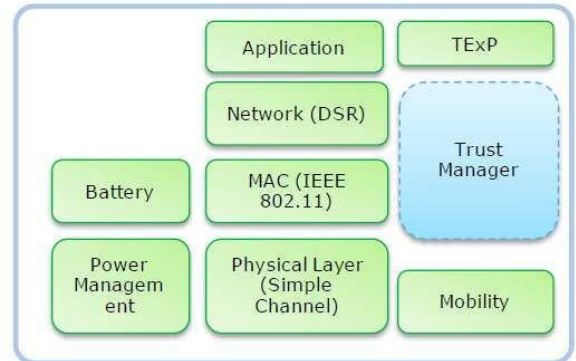 Application
TExP
Network (DSR)
Trust
Manager
Battery
MAC (IEEE
802.11)
Power
Managem
ent
Physical Layer
(Simple
Channel)
Mobility